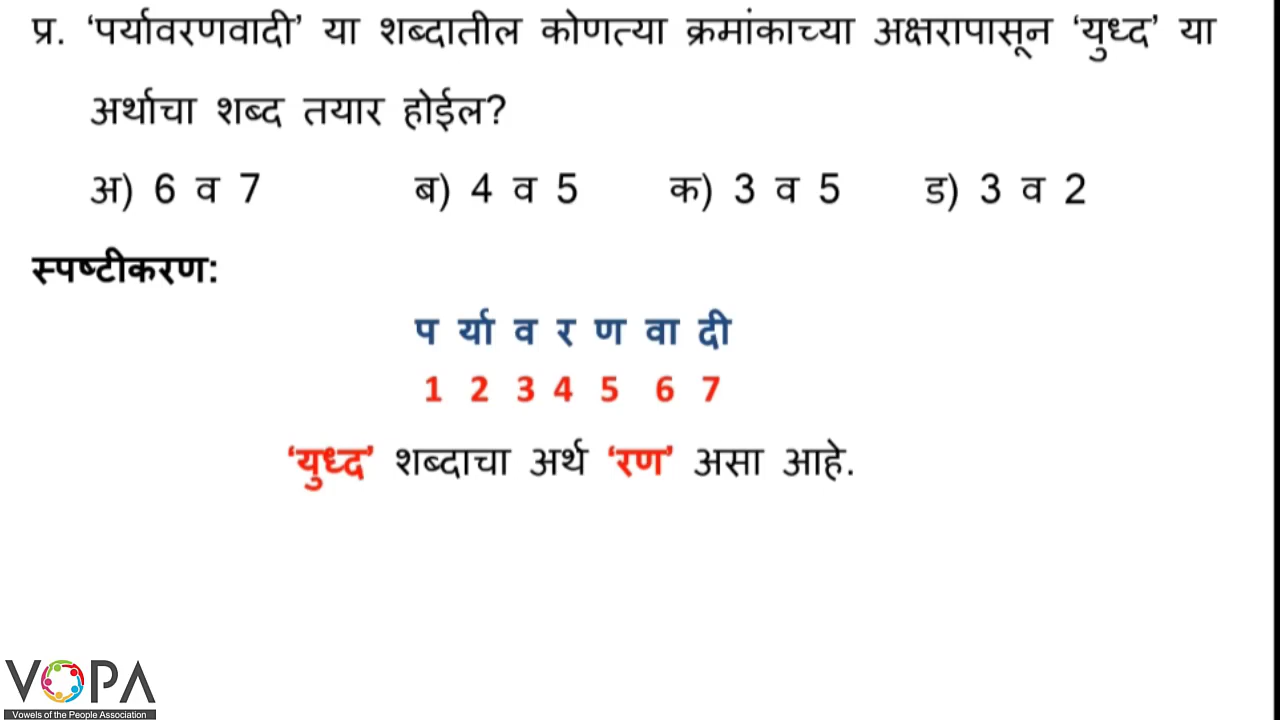 प्र. ‘पर्यावरणवादी’ या शब्दातील कोणत्या क्रमांकाच्या अक्षरापासून ‘युध्द’ या
अर्थाचा शब्द तयार होईल?
अ) 6 व 7 ब) 4 व 5 क) 3 व 5 ड) 3 व 2
स्पष्टीकरण:
प र्या व र ण वा दी
1 2 3 4 5 6 7
‘युध्द’ शब्दाचा अर्थ ‘रण’ असा आहे.
VOPA
Vowels of the People Association